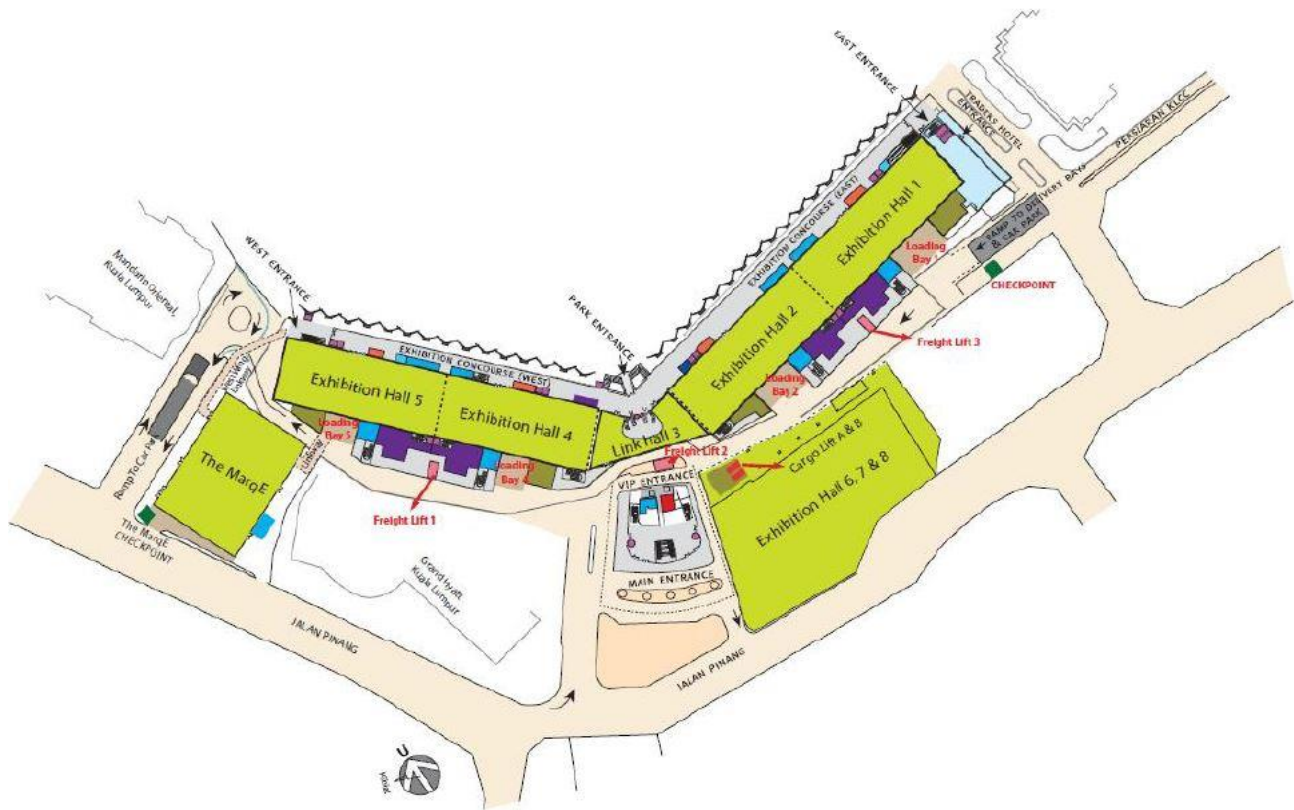 EAST ENTRANCE
TRADERS HOTEL
ENTRANCE
PERSIARAN KLCC
RAMP TO DELIVERY BAYS
& CAR PARK
CHECKPOINT
Exhibition Hall 1
EXHIBITION CONCOURSE (EAST)
Loading
Bay
Exhibition Hall 2
Freight Lift 3
Loading
Bay 2
Mandarin Oriental,
Kuala Lumpur
WEST ENTRANCE
PARK ENTRANCE
EXHIBITION CONCOURSE (WEST)
Exhibition Hall 5
Exhibition Hall 4
Link Hall 3
Loading
Bay 5
Loading
Bay 4
Linkway
Ramp To Car Park
The MarqE
Freight Lift 1
Freight Lift 2
Cargo Lift A & B
Exhibition Hall 6, 7 & 8
VIP ENTRANCE
MAIN ENTRANCE
The MarqE
CHECKPOINT
Grand Hyatt
Kuala Lumpur
JALAN PINANG
JALAN PINANG
U
Kiblat